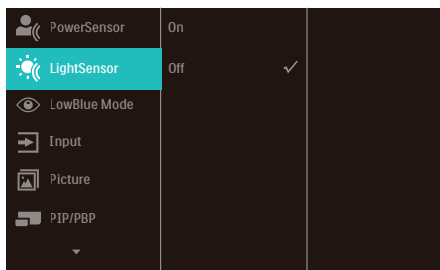 PowerSensor
On
LightSensor
Off
LowBlue Mode
Input
Picture
PIP/PBP